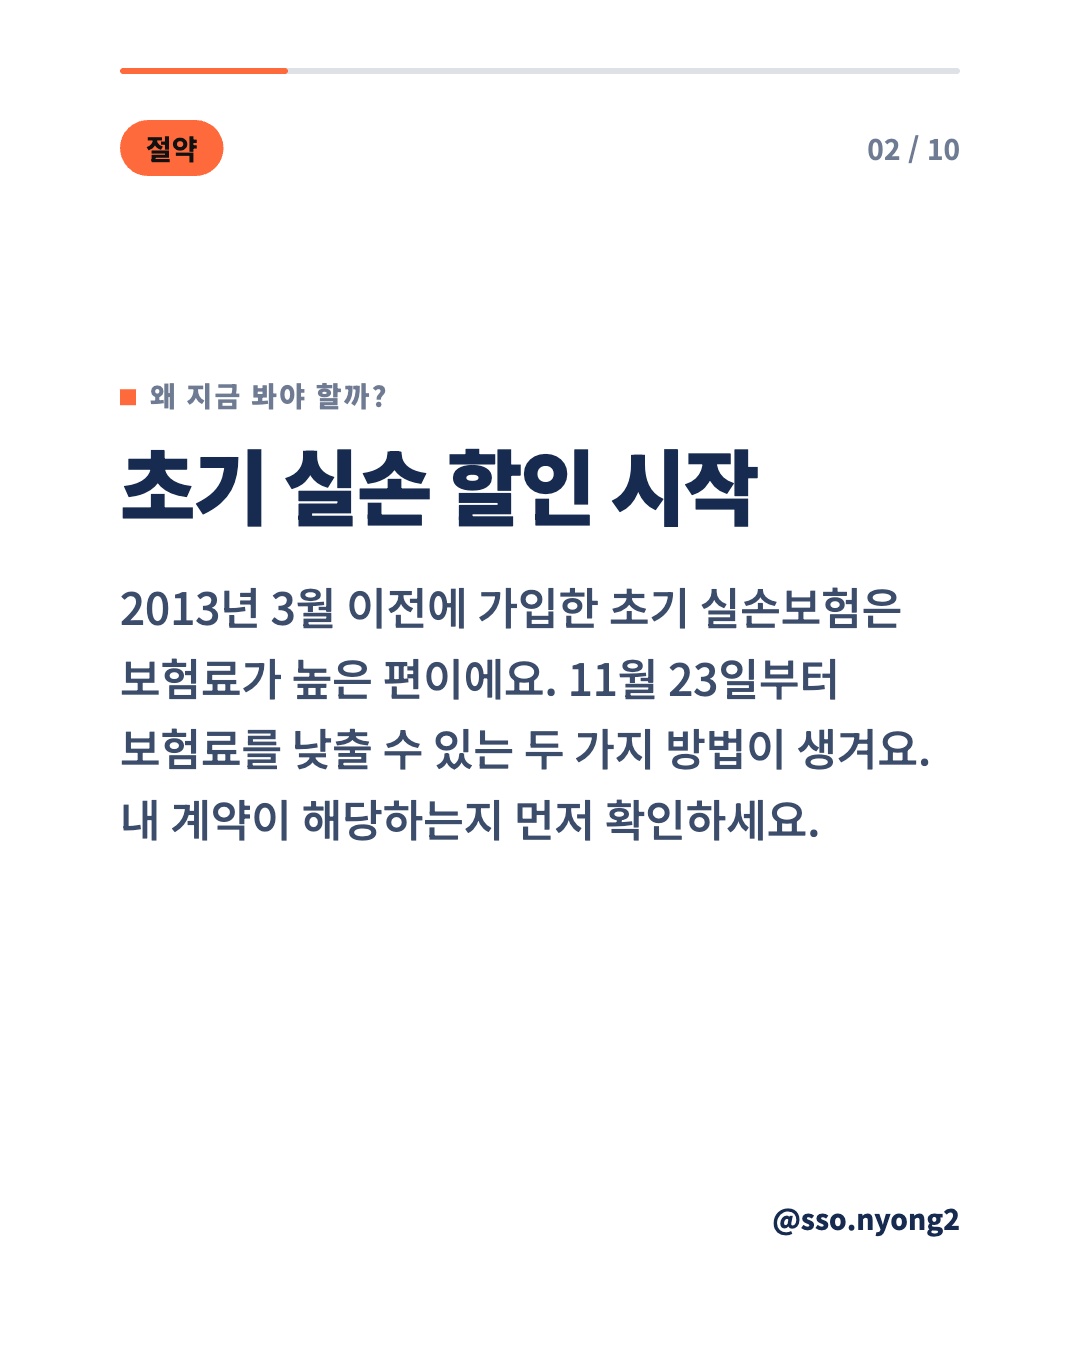 절약
02 / 10
왜 지금 봐야 할까?
초기 실손 할인 시작
2013년 3월 이전에 가입한 초기 실손보험은
보험료가 높은 편이에요. 11월 23일부터
보험료를 낮출 수 있는 두 가지 방법이 생겨요.
내 계약이 해당하는지 먼저 확인하세요.
@sso.nyong2